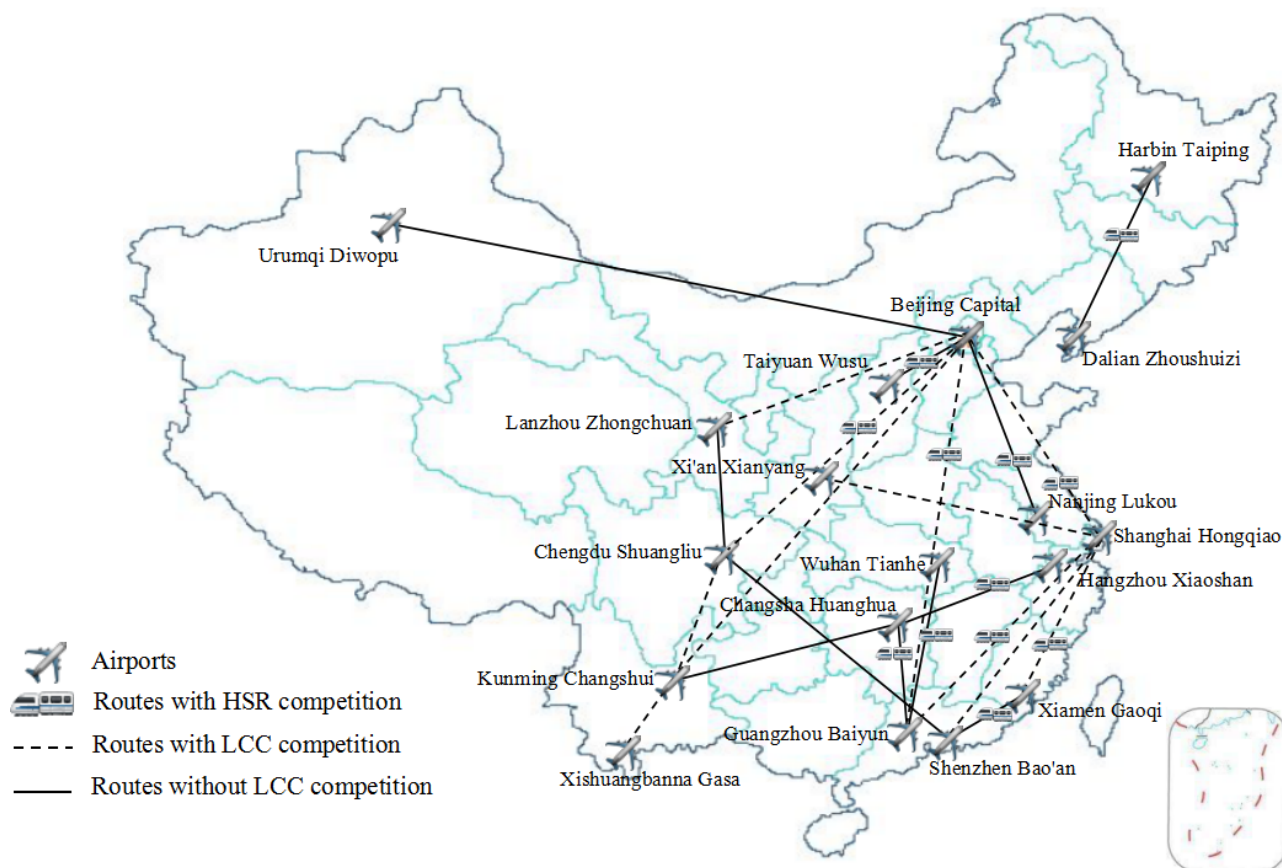 Harbin Taiping
Urumqi Diwopu
Beijing Capital
Taiyuan Wusu
Dalian Zhoushuizi
Lanzhou Zhongchuan
Xi'an Xianyang
Nanjing Lukou
Shanghai Hongqiao
Chengdu Shuangliu
Wuhan Tianhe
Hangzhou Xiaoshan
Changsha Huanghua
Kunming Changshui
Xiamen Gaoqi
Guangzhou Baiyun
Shenzhen Bao'an
Xishuangbanna Gasa
Airports
Routes with HSR competition
Routes with LCC competition
Routes without LCC competition